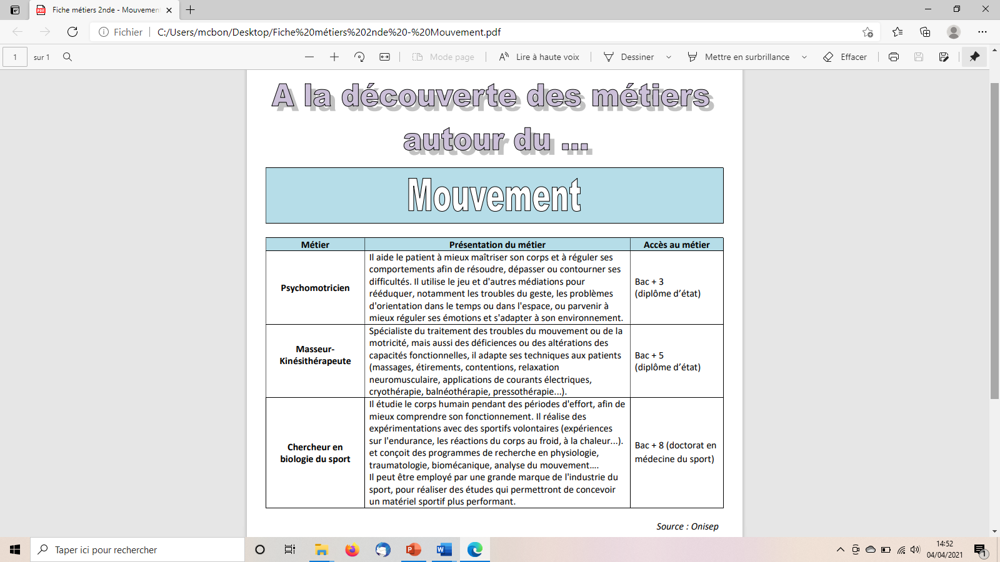 Fiche métiers 2nde - Mouvemen
Fichier
C:/Users/mcbon/Desktop/Fiche%20métiers%202nde%20-%20Mouvement.pdf
1 sur 1
Mode page
Lire à haute voix
Dessiner
Mettre en surbrillance
Effacer
A la découverte des métiers
autour du ...
Mouvement
Métier
Présentation du métier
Accès au métier
Psychomotricien
Il aide le patient à mieux maîtriser son corps et à réguler ses
comportements afin de résoudre, dépasser ou contourner ses
difficultés. Il utilise le jeu et d'autres médiations pour
rééduquer, notamment les troubles du geste, les problèmes
d'orientation dans le temps ou dans l'espace, ou parvenir à
mieux réguler ses émotions et s'adapter à son environnement.
Bac + 3
(diplôme d’état)
Masseur-
Kinésithérapeute
Spécialiste du traitement des troubles du mouvement ou de la
motricité, mais aussi des déficiences ou des altérations des
capacités fonctionnelles, il adapte ses techniques aux patients
(massages, étirements, contentions, relaxation
neuromusculaire, applications de courants électriques,
cryothérapie, balnéothérapie, pressothérapie...).
Bac + 5
(diplôme d’état)
Chercheur en
biologie du sport
Il étudie le corps humain pendant des périodes d'effort, afin de
mieux comprendre son fonctionnement. Il réalise des
expérimentations avec des sportifs volontaires (expériences
sur l'endurance, les réactions du corps au froid, à la chaleur...).
et conçoit des programmes de recherche en physiologie,
traumatologie, biomécanique, analyse du mouvement....
Il peut être employé par une grande marque de l'industrie du
sport, pour réaliser des études qui permettront de concevoir
un matériel sportif plus performant.
Bac + 8 (doctorat en
médecine du sport)
Source : Onisep
Taper ici pour rechercher
14:52
04/04/2021
1